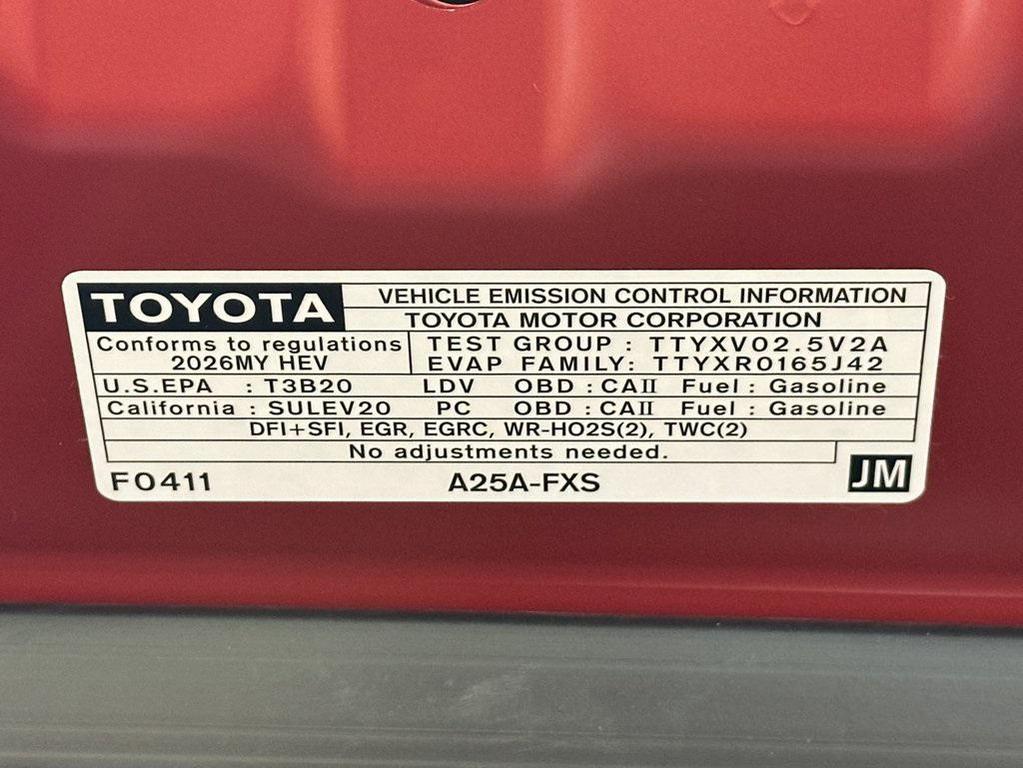 TOYOTA VEHICLE EMISSION CONTROL INFORMATION
TOYOTA MOTOR CORPORATION
Conforms to regulations TEST GROUP : TTYXV02.5V2A
2026MY HEV EVAP FAMILY: TTYXR0165J42
U.S.EPA : T3B20 LDV OBD : CAII Fuel : Gasoline
California : SULEV20 PC OBD : CAII Fuel : Gasoline
DFI+SFI, EGR, EGRC, WR-HO2S(2), TWC(2)
No adjustments needed.
F0411 A25A-FXS JM